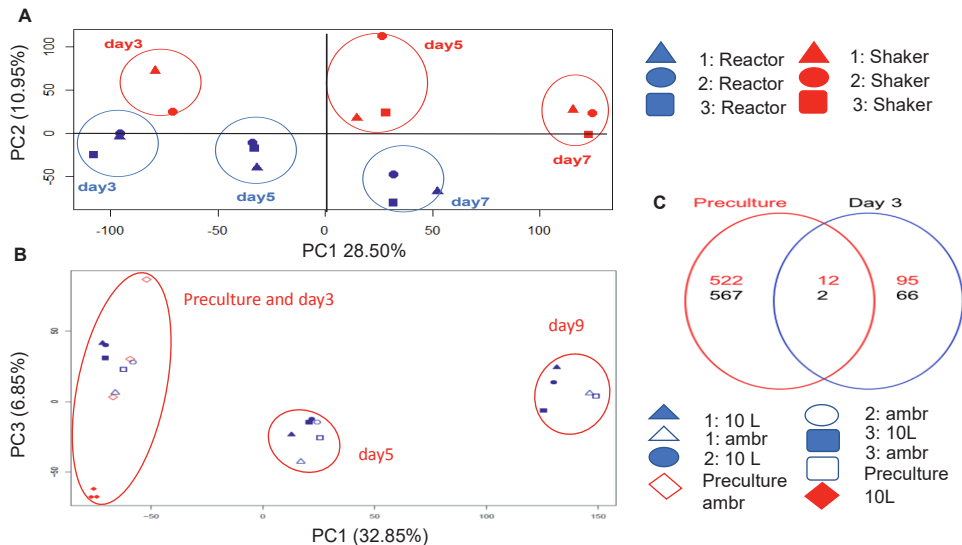 A
PC2 (10.95%)
100
50
0
-50
day3
day5
day7
day3
day5
day7
-100
-50
0
50
100
PC1 28.50%
1: Reactor
2: Reactor
3: Reactor
1: Shaker
2: Shaker
3: Shaker
B
PC3 (6.85%)
50
0
-50
Preculture and day3
day5
day9
-50
0
50
100
150
PC1 (32.85%)
C
Preculture
Day 3
522
567
12
2
95
66
1: 10 L
1: ambr
2: 10 L
Preculture
ambr
2: ambr
3: 10L
3: ambr
Preculture
10L